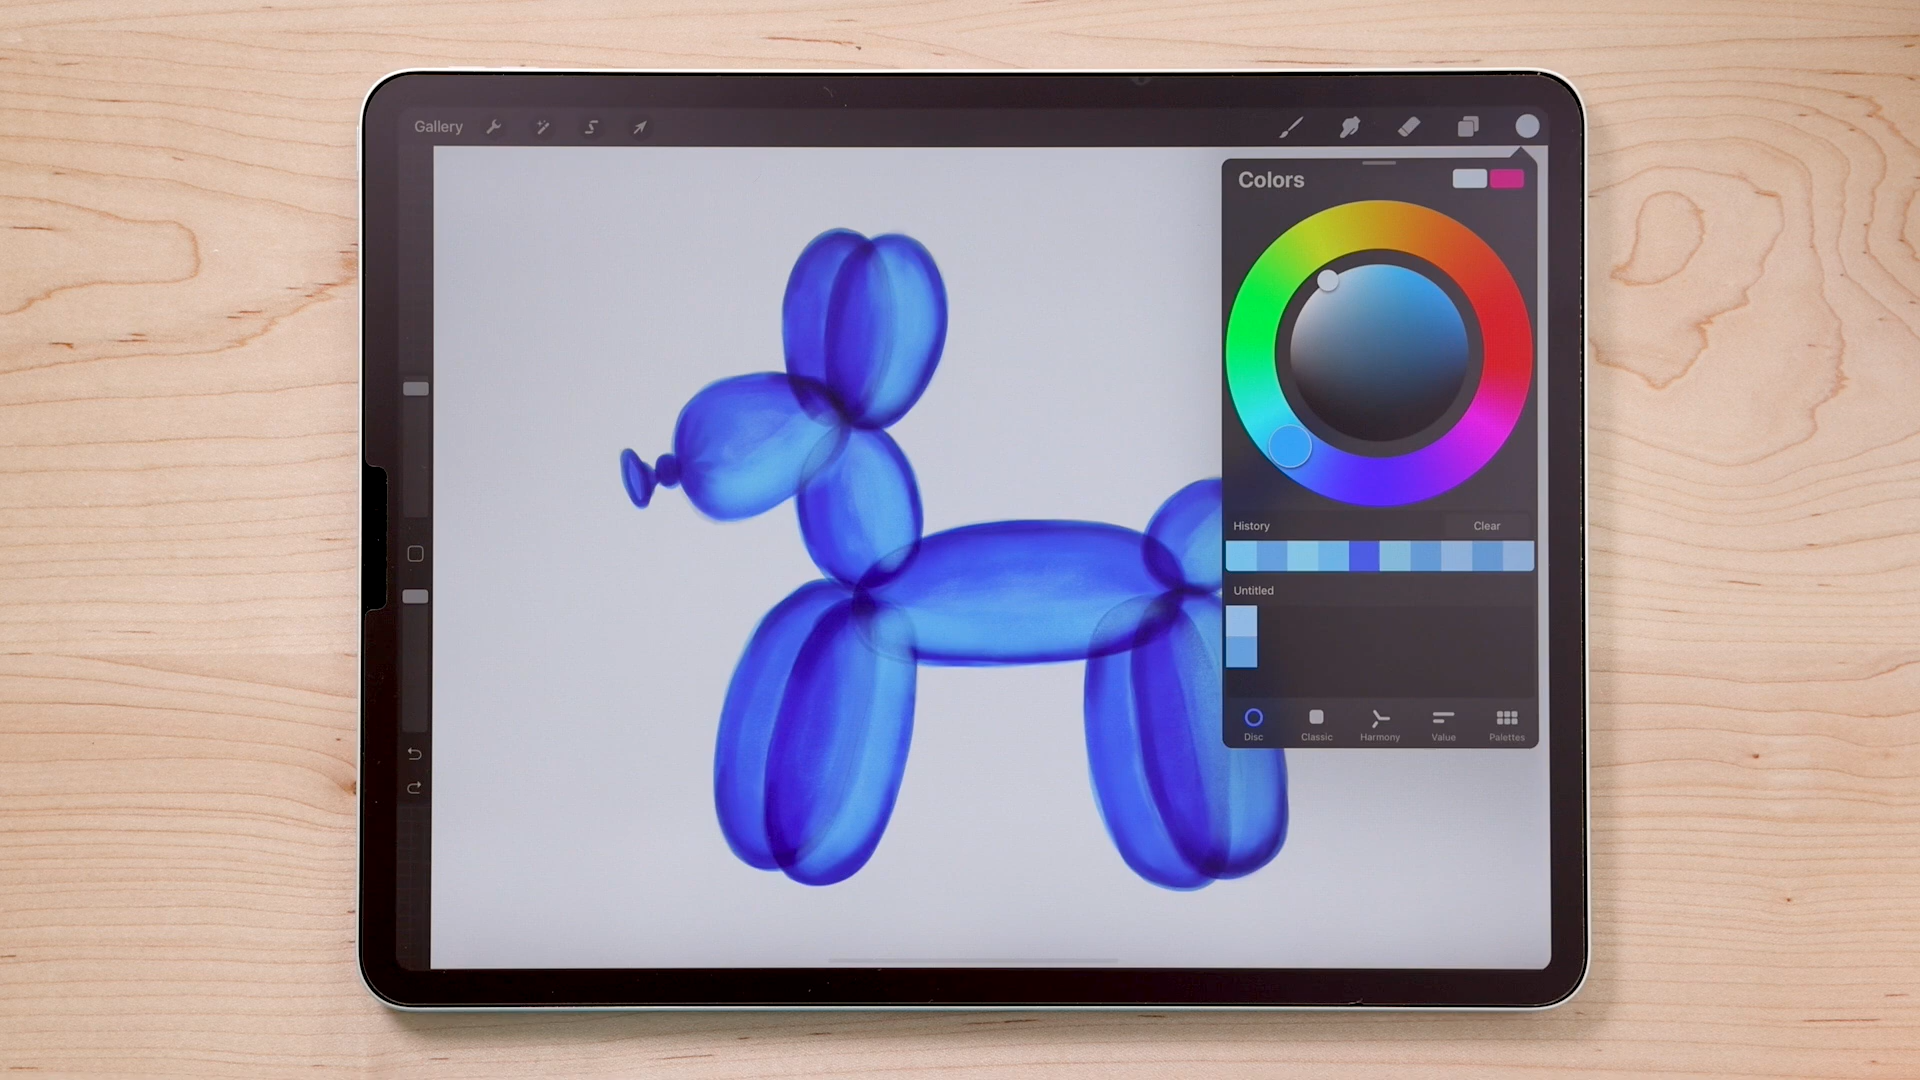 Gallery
Colors
History
Clear
Untitled
Disc
Classic
Harmony
Value
Palettes